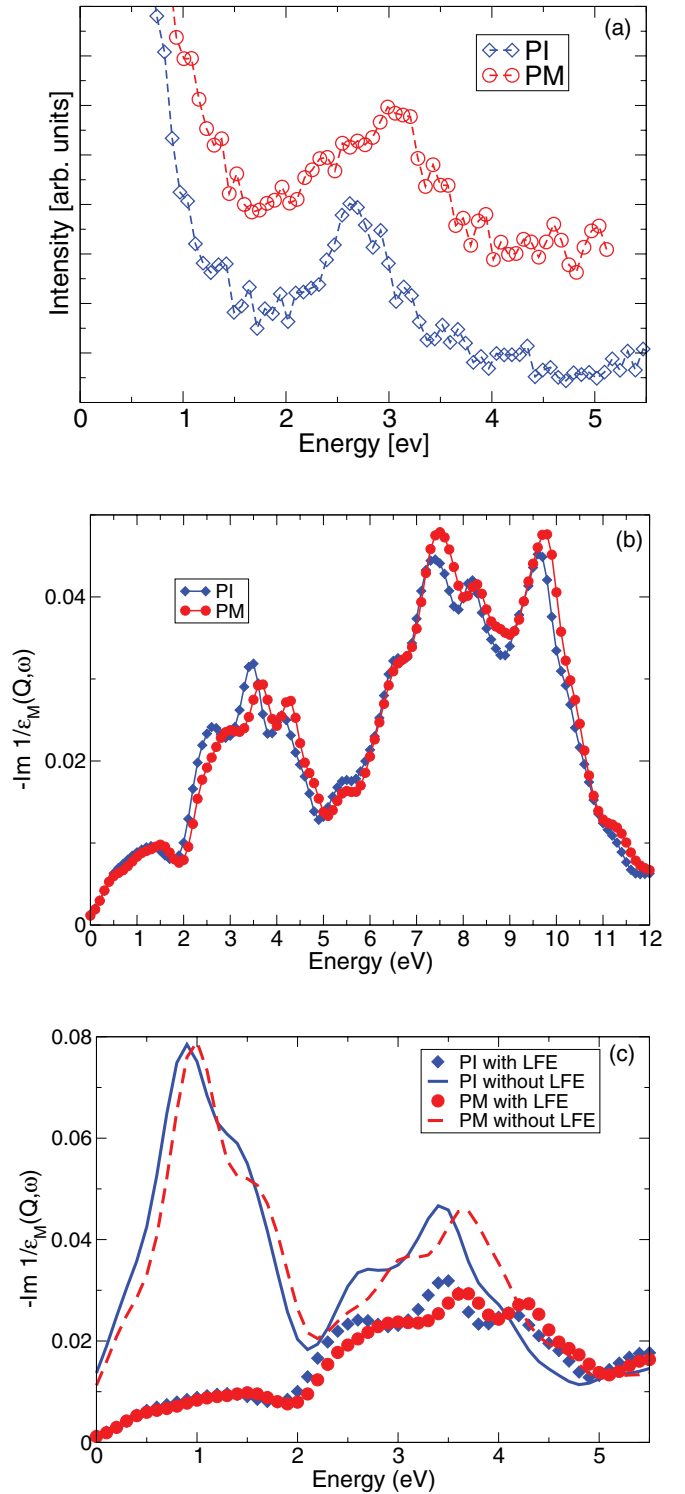 (a)
PI
PM
Intensity [arb. units]
0 1 2 3 4 5
Energy [ev]
(b)
PI
PM
-Im 1/ε_M(Q,ω)
0.04
0.02
0
0 1 2 3 4 5 6 7 8 9 10 11 12
Energy (eV)
(c)
PI with LFE
PI without LFE
PM with LFE
PM without LFE
-Im 1/ε_M(Q,ω)
0.08
0.06
0.04
0.02
0
0 1 2 3 4 5
Energy (eV)